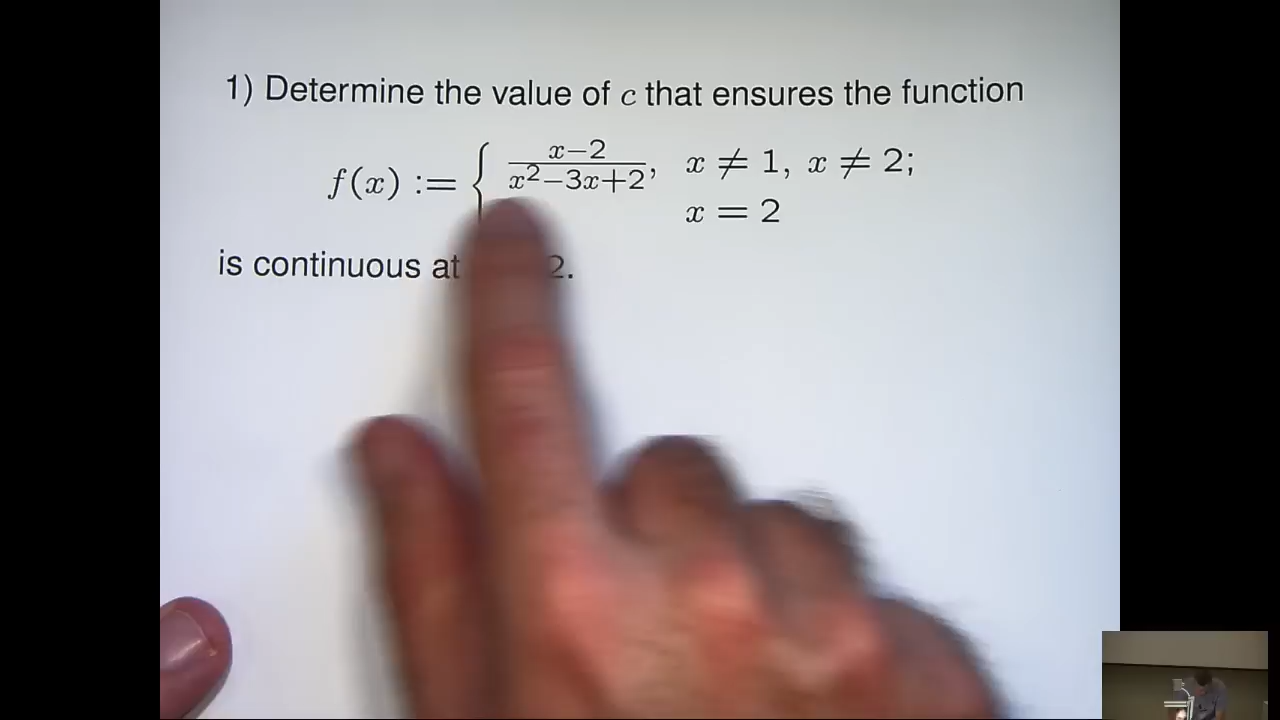 1) Determine the value of c that ensures the function
f(x) := { x−2 / x²−3x+2, x ≠ 1, x ≠ 2;
x = 2
is continuous at 2.